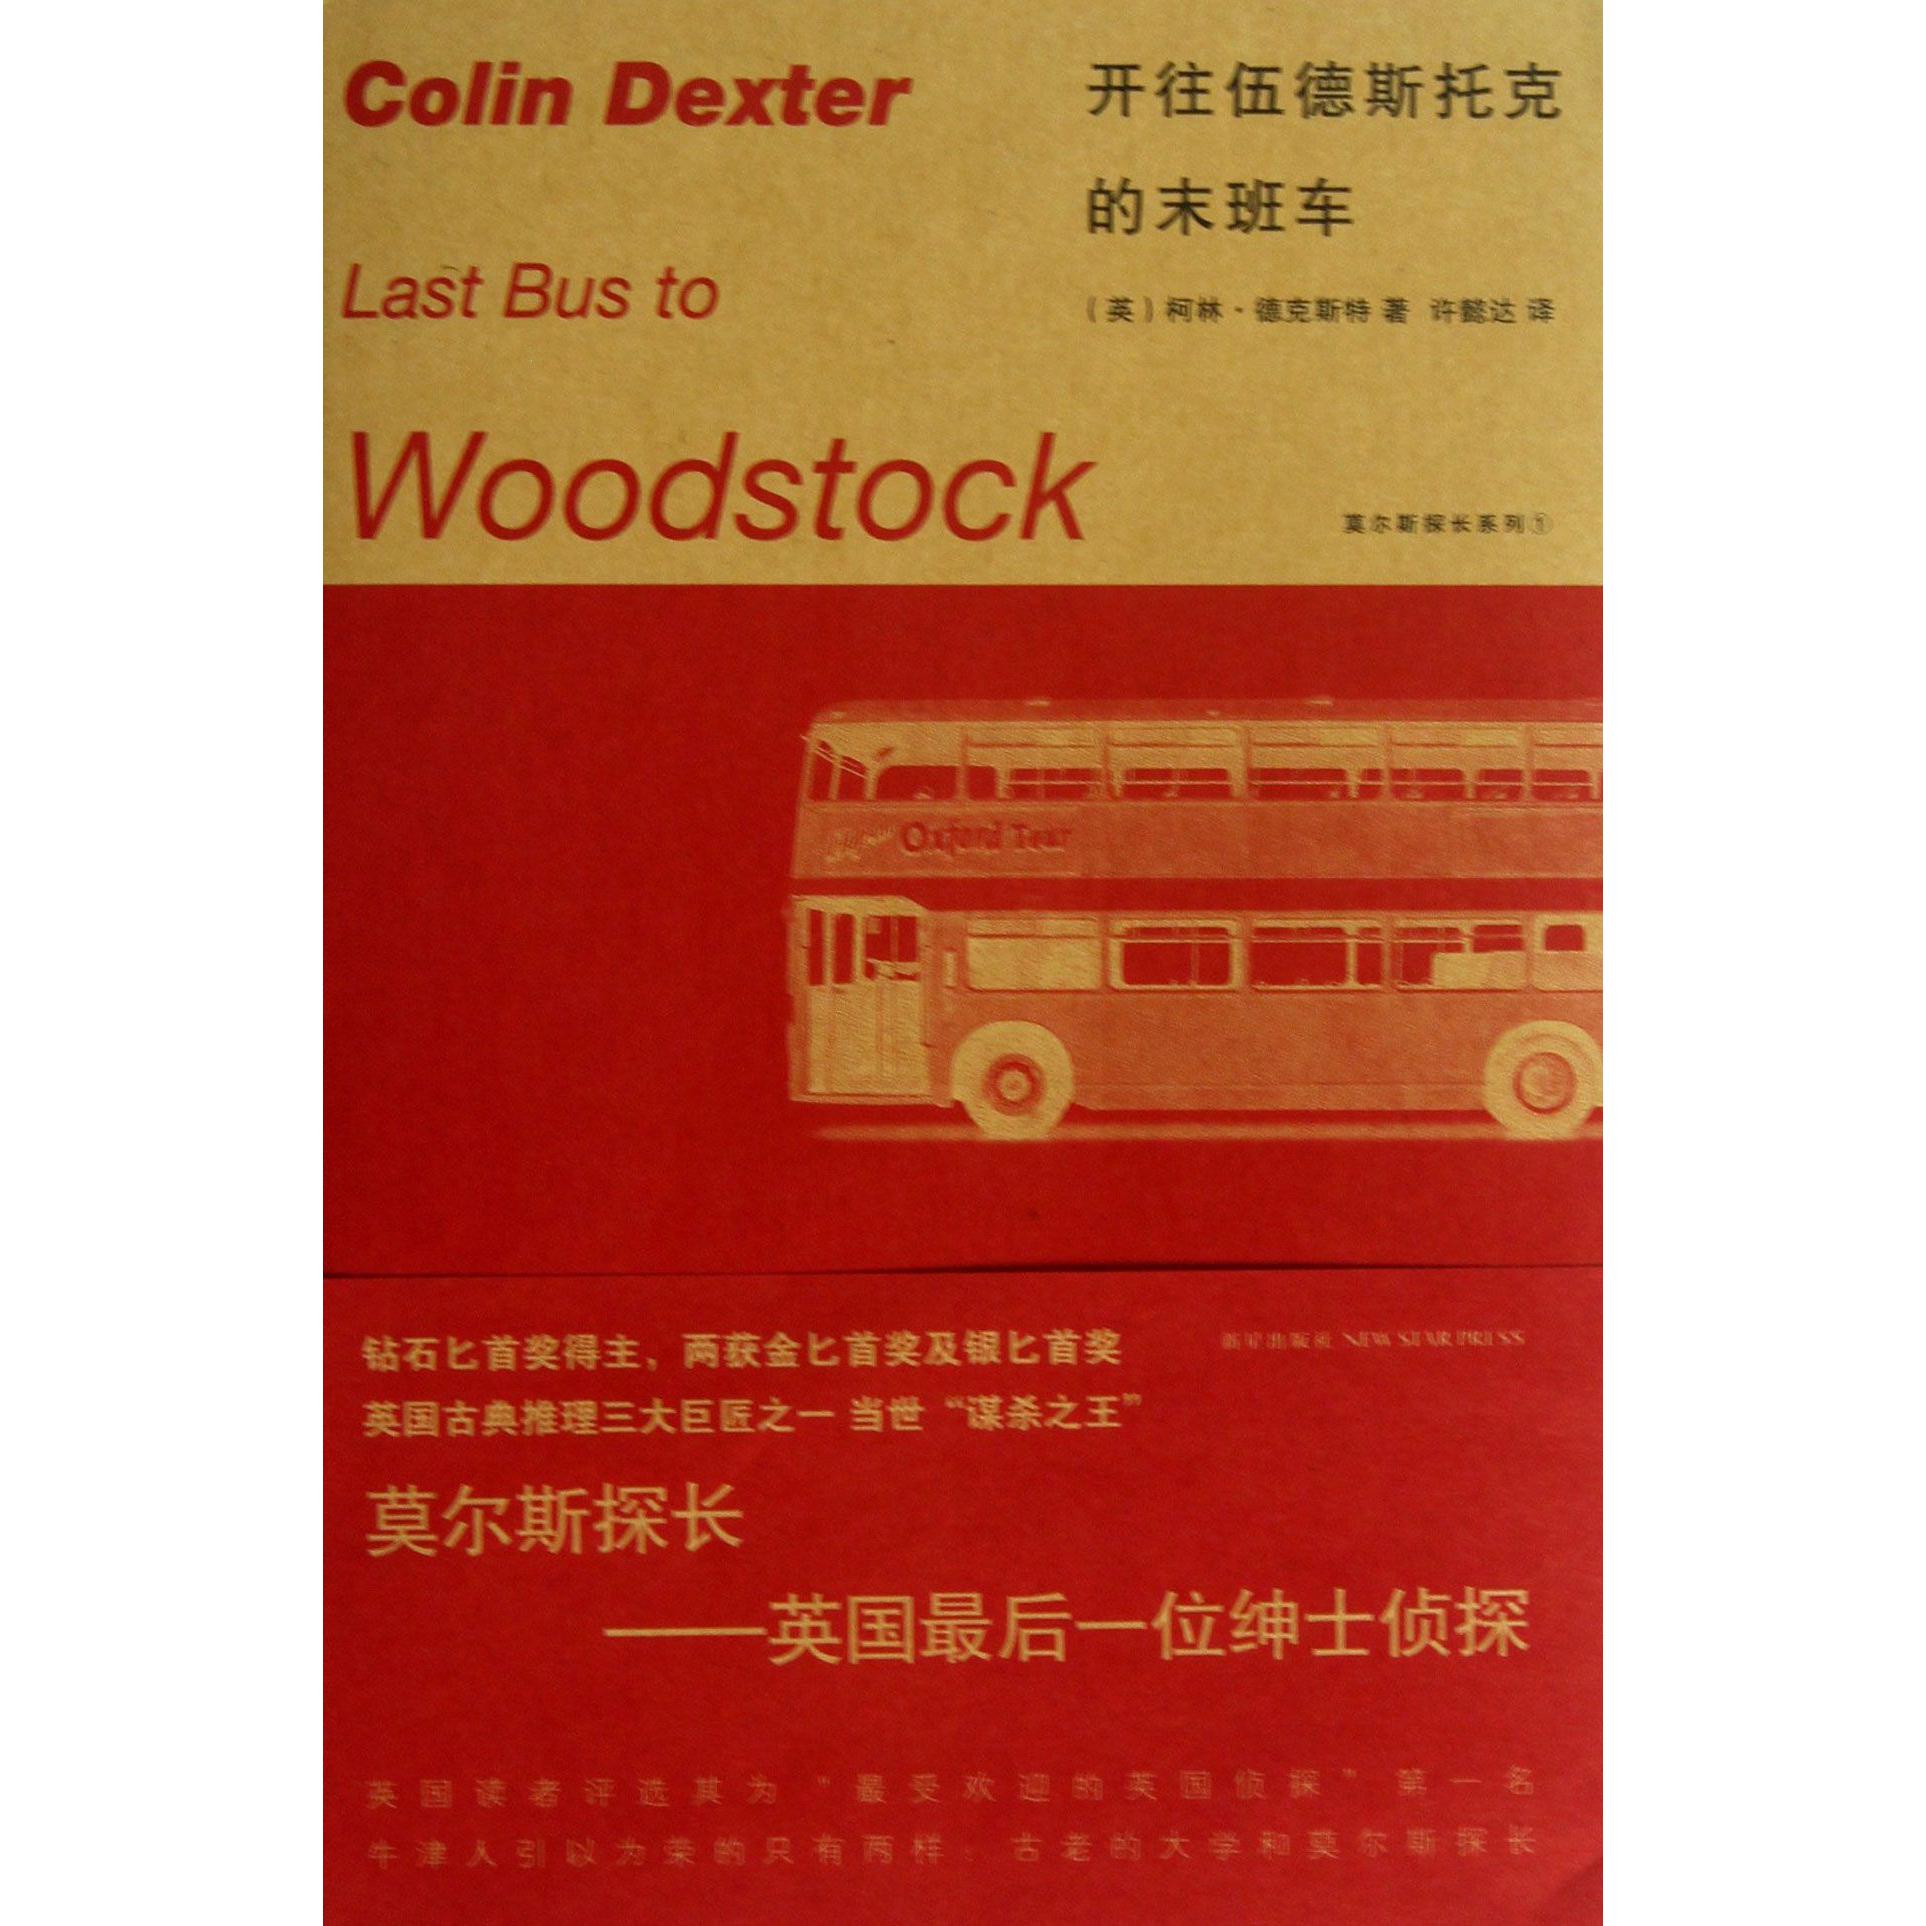 Colin Dexter
Last Bus to
Woodstock
开往伍德斯托克
的末班车
（英）柯林·德克斯特 著 许懿达 译
莫尔斯探长系列①
Oxford Tour
钻石匕首奖得主，两获金匕首奖及银匕首奖
英国古典推理三大巨匠之一 当世“谋杀之王”
新星出版社 NEW STAR PRESS
莫尔斯探长
——英国最后一位绅士侦探
英国读者评选其为“最受欢迎的英国侦探”第一名
牛津人引以为荣的只有两样：古老的大学和莫尔斯探长